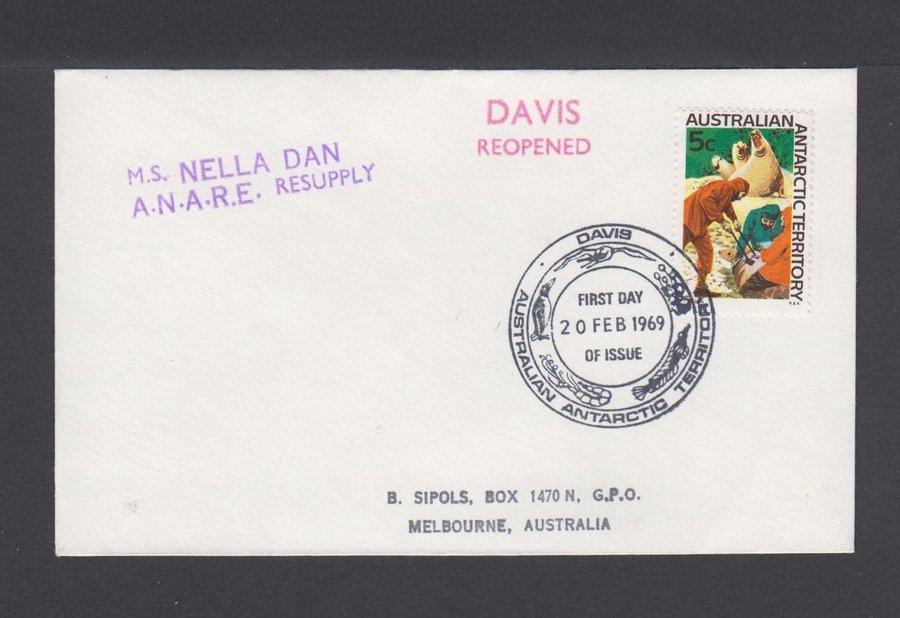 M.S. NELLA DAN
A.N.A.R.E. RESUPPLY
DAVIS
REOPENED
AUSTRALIAN
ANTARCTIC TERRITORY
5c
DAVIS
FIRST DAY
20 FEB 1969
OF ISSUE
AUSTRALIAN ANTARCTIC TERRITORY
B. SIPOLS, BOX 1470 N, G.P.O.
MELBOURNE, AUSTRALIA